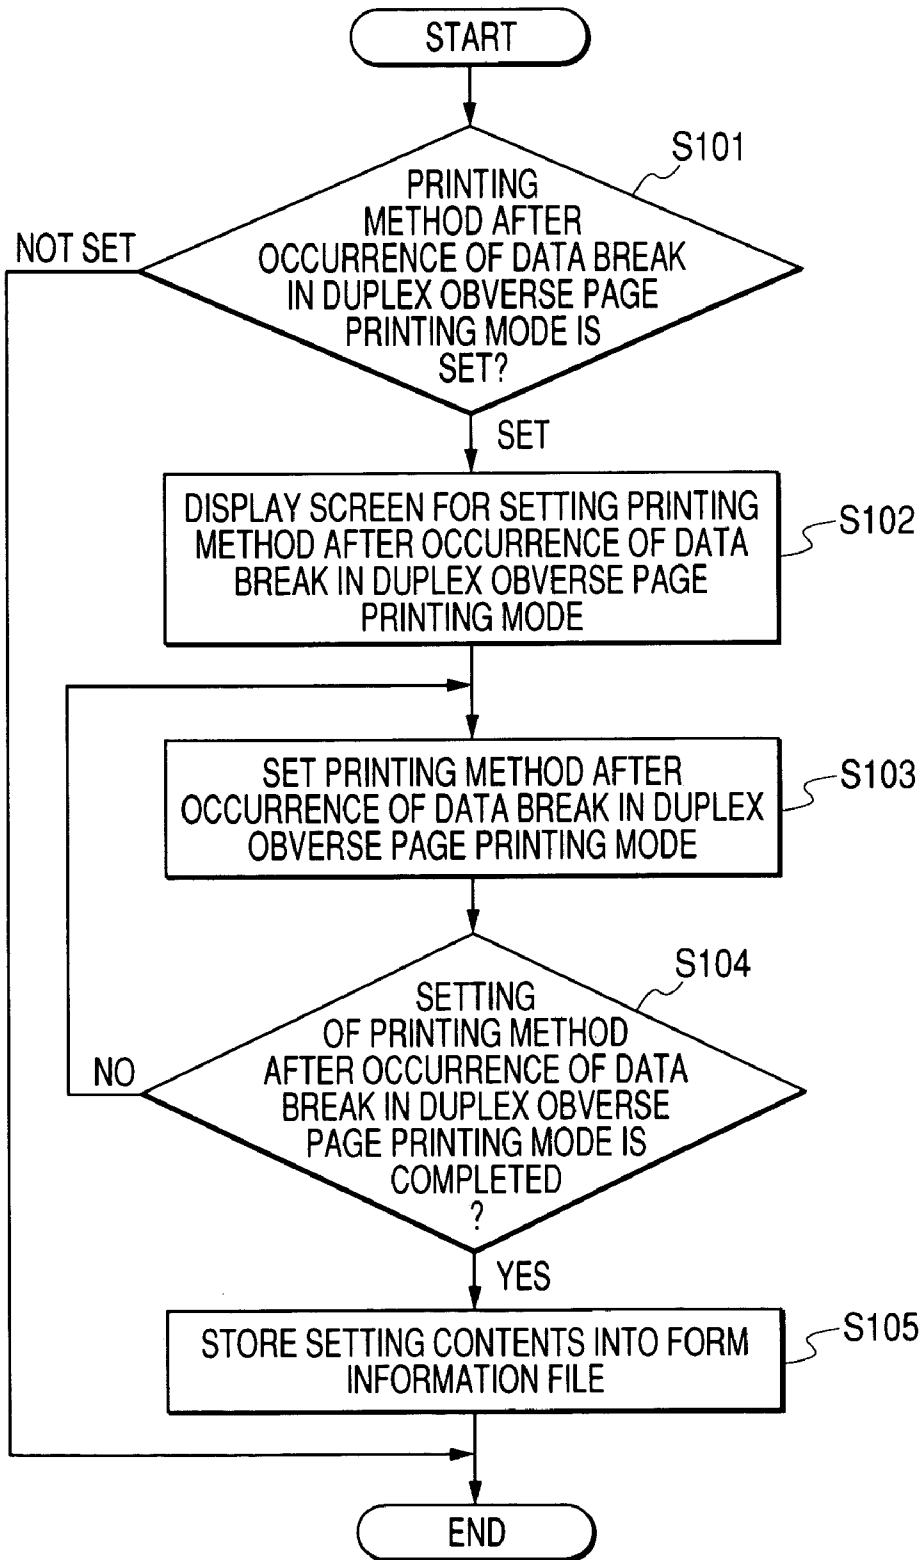 START
S101
PRINTING
METHOD AFTER
OCCURRENCE OF DATA BREAK
IN DUPLEX OBVERSE PAGE
PRINTING MODE IS
SET?
NOT SET
SET
DISPLAY SCREEN FOR SETTING PRINTING
METHOD AFTER OCCURRENCE OF DATA
BREAK IN DUPLEX OBVERSE PAGE
PRINTING MODE
S102
SET PRINTING METHOD AFTER
OCCURRENCE OF DATA BREAK IN DUPLEX
OBVERSE PAGE PRINTING MODE
S103
S104
SETTING
OF PRINTING METHOD
AFTER OCCURRENCE OF DATA
BREAK IN DUPLEX OBVERSE
PAGE PRINTING MODE IS
COMPLETED
?
NO
YES
STORE SETTING CONTENTS INTO FORM
INFORMATION FILE
S105
END